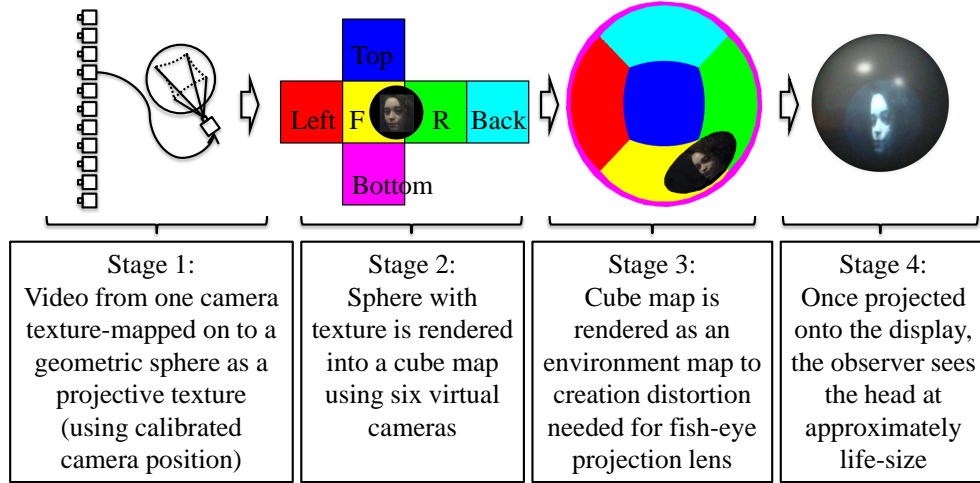 Top
Left F R Back
Bottom
Stage 1:
Video from one camera
texture-mapped on to a
geometric sphere as a
projective texture
(using calibrated
camera position)
Stage 2:
Sphere with
texture is rendered
into a cube map
using six virtual
cameras
Stage 3:
Cube map is
rendered as an
environment map to
creation distortion
needed for fish-eye
projection lens
Stage 4:
Once projected
onto the display,
the observer sees
the head at
approximately
life-size